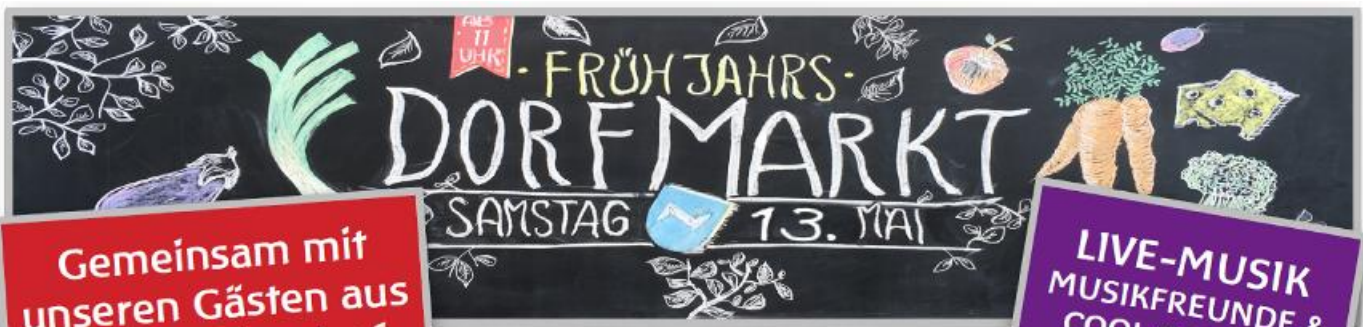 AB
11
UHR
· FRÜHJAHRS ·
DORFMARKT
SAMSTAG 13. MAI
Gemeinsam mit
unseren Gästen aus
LIVE-MUSIK
MUSIKFREUNDE &